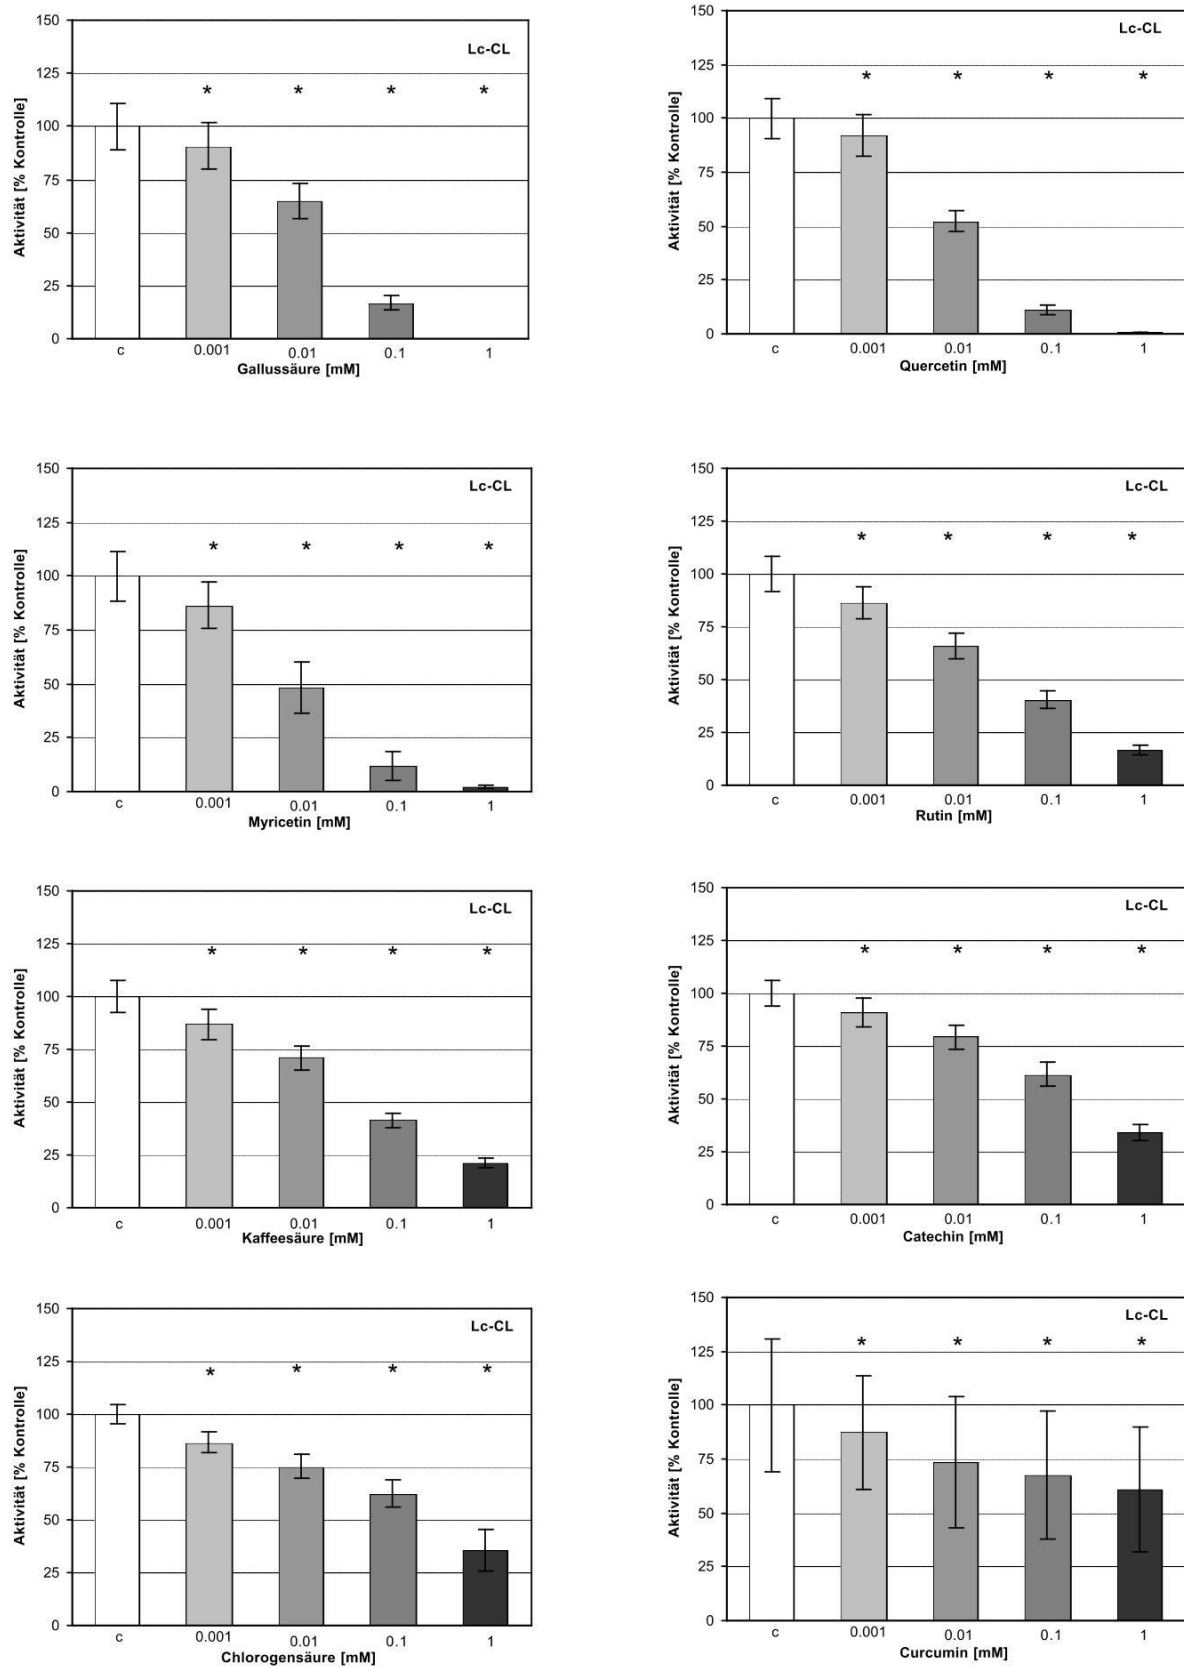 150
125
100
75
50
25
0
Aktivität [% Kontrolle]
Lc-CL
* * * *
c 0.001 0.01 0.1 1
Gallussäure [mM]
150
125
100
75
50
25
0
Aktivität [% Kontrolle]
Lc-CL
* * * *
c 0.001 0.01 0.1 1
Quercetin [mM]
150
125
100
75
50
25
0
Aktivität [% Kontrolle]
Lc-CL
* * * *
c 0.001 0.01 0.1 1
Myricetin [mM]
150
125
100
75
50
25
0
Aktivität [% Kontrolle]
Lc-CL
* * * *
c 0.001 0.01 0.1 1
Rutin [mM]
150
125
100
75
50
25
0
Aktivität [% Kontrolle]
Lc-CL
* * * *
c 0.001 0.01 0.1 1
Kaffeesäure [mM]
150
125
100
75
50
25
0
Aktivität [% Kontrolle]
Lc-CL
* * * *
c 0.001 0.01 0.1 1
Catechin [mM]
150
125
100
75
50
25
0
Aktivität [% Kontrolle]
Lc-CL
* * * *
c 0.001 0.01 0.1 1
Chlorogensäure [mM]
150
125
100
75
50
25
0
Aktivität [% Kontrolle]
Lc-CL
* * * *
c 0.001 0.01 0.1 1
Curcumin [mM]